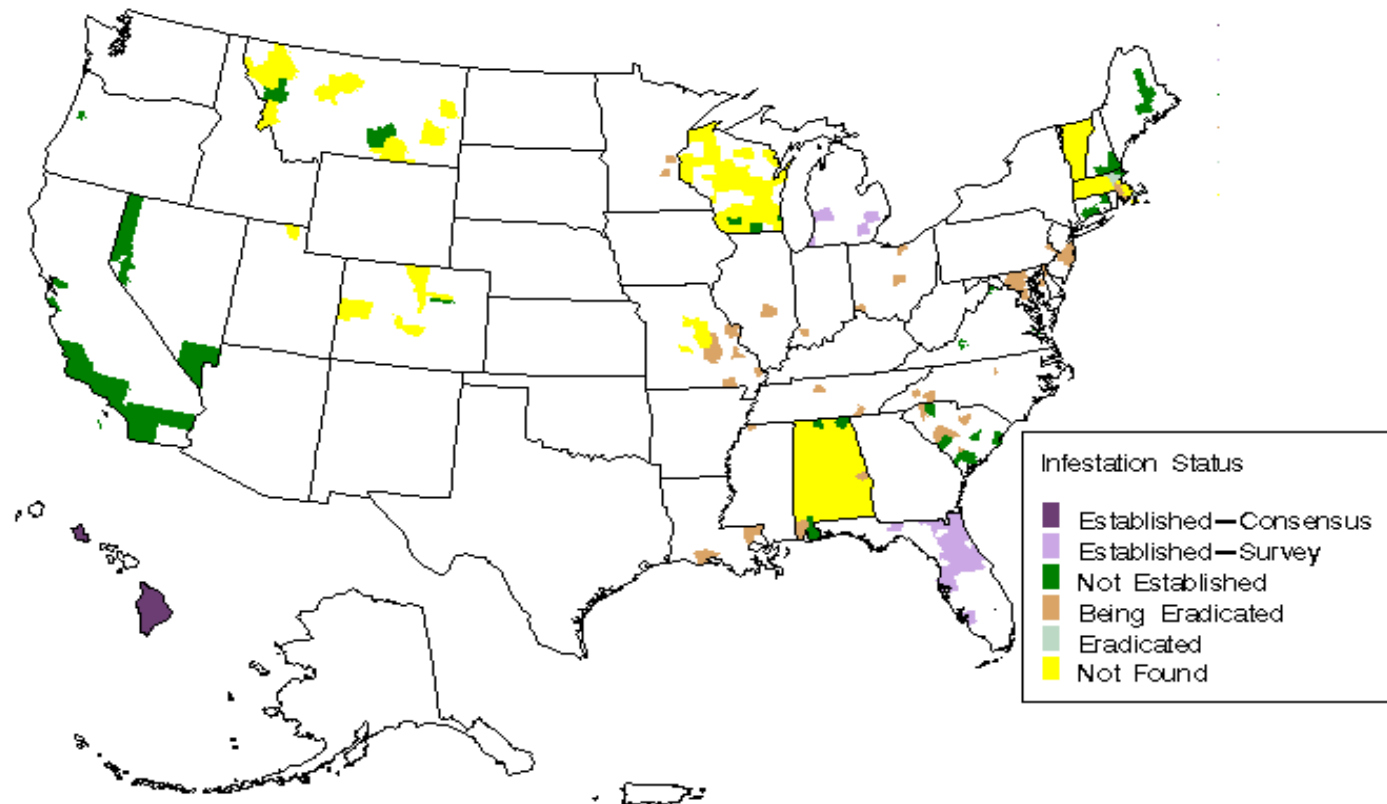 Infestation Status
Established—Consensus
Established—Survey
Not Established
Being Eradicated
Eradicated
Not Found